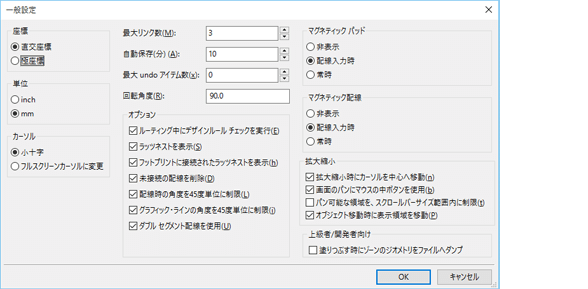 一般設定
座標
直交座標
極座標
単位
inch
mm
カーソル
小十字
フルスクリーンカーソルに変更
最大リンク数(M):
3
自動保存(分) (A):
10
最大 undo アイテム数(x):
0
回転角度(R):
90.0
オプション
ルーティング中にデザインルール チェックを実行(E)
ラッツネストを表示(S)
フットプリントに接続されたラッツネストを表示(h)
未接続の配線を削除(D)
配線時の角度を45度単位に制限(L)
グラフィック・ラインの角度を45度単位に制限(i)
ダブル セグメント配線を使用(U)
マグネティック パッド
非表示
配線入力時
常時
マグネティック配線
非表示
配線入力時
常時
拡大縮小
拡大縮小時にカーソルを中心へ移動(n)
画面のパンにマウスの中ボタンを使用(b)
パン可能な領域を、スクロールバーサイズ範囲内に制限(t)
オブジェクト移動時に表示領域を移動(P)
上級者/開発者向け
塗りつぶす時にゾーンのジオメトリをファイルへダンプ
OK
キャンセル